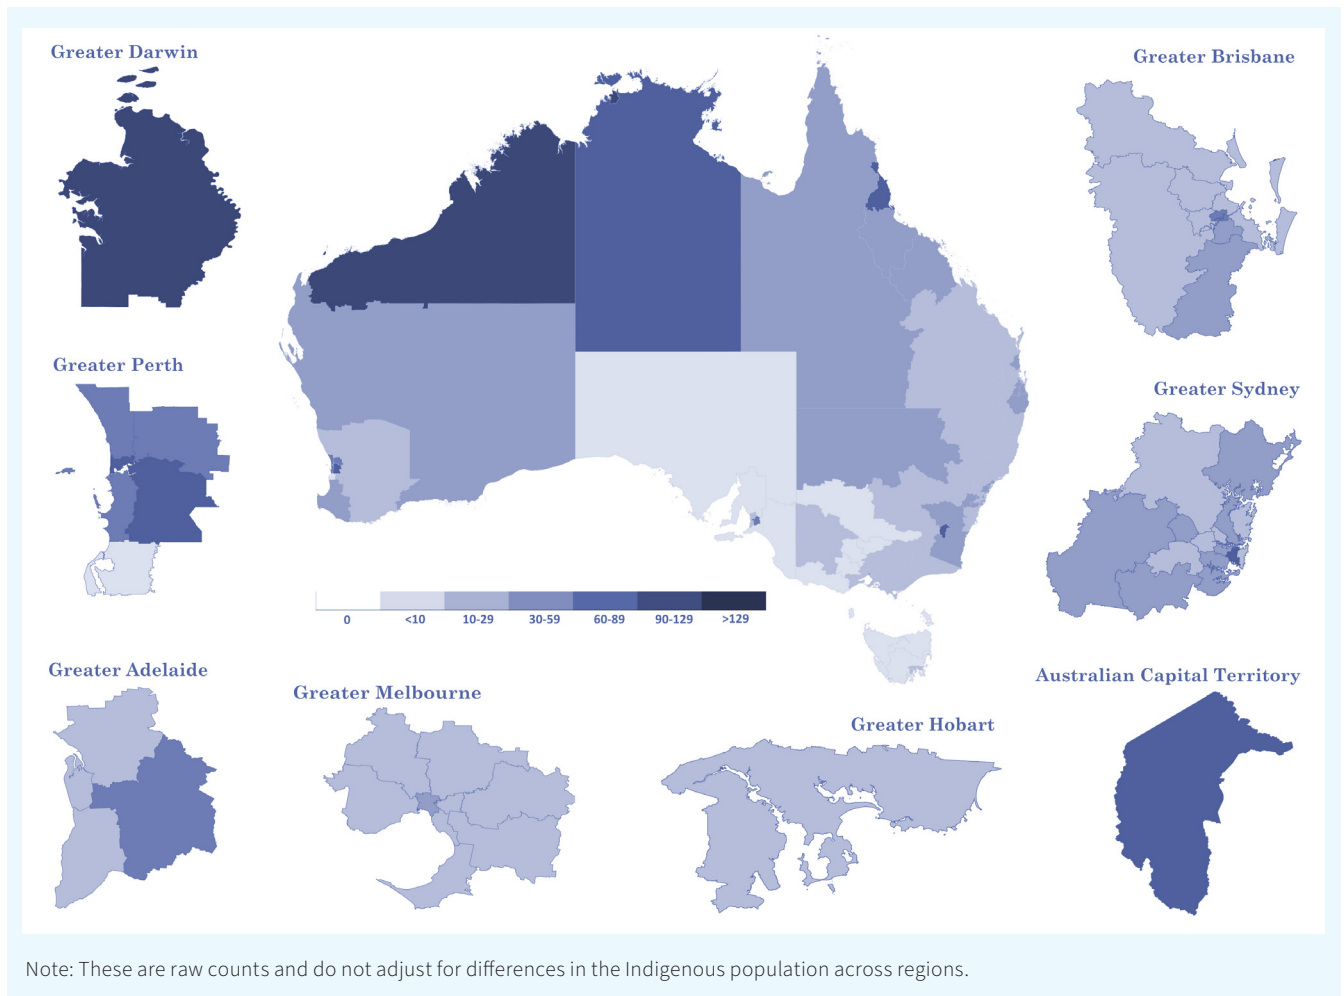 Greater Darwin
Greater Brisbane
Greater Perth
Greater Sydney
0 <10 10-29 30-59 60-89 90-129 >129
Greater Adelaide
Greater Melbourne
Australian Capital Territory
Greater Hobart
Note: These are raw counts and do not adjust for differences in the Indigenous population across regions.